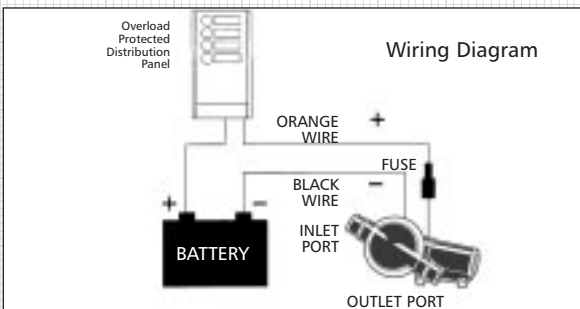 Overload
Protected
Distribution
Panel
Wiring Diagram
ORANGE
WIRE
+
FUSE
BLACK
WIRE
−
+
−
INLET
PORT
BATTERY
OUTLET PORT